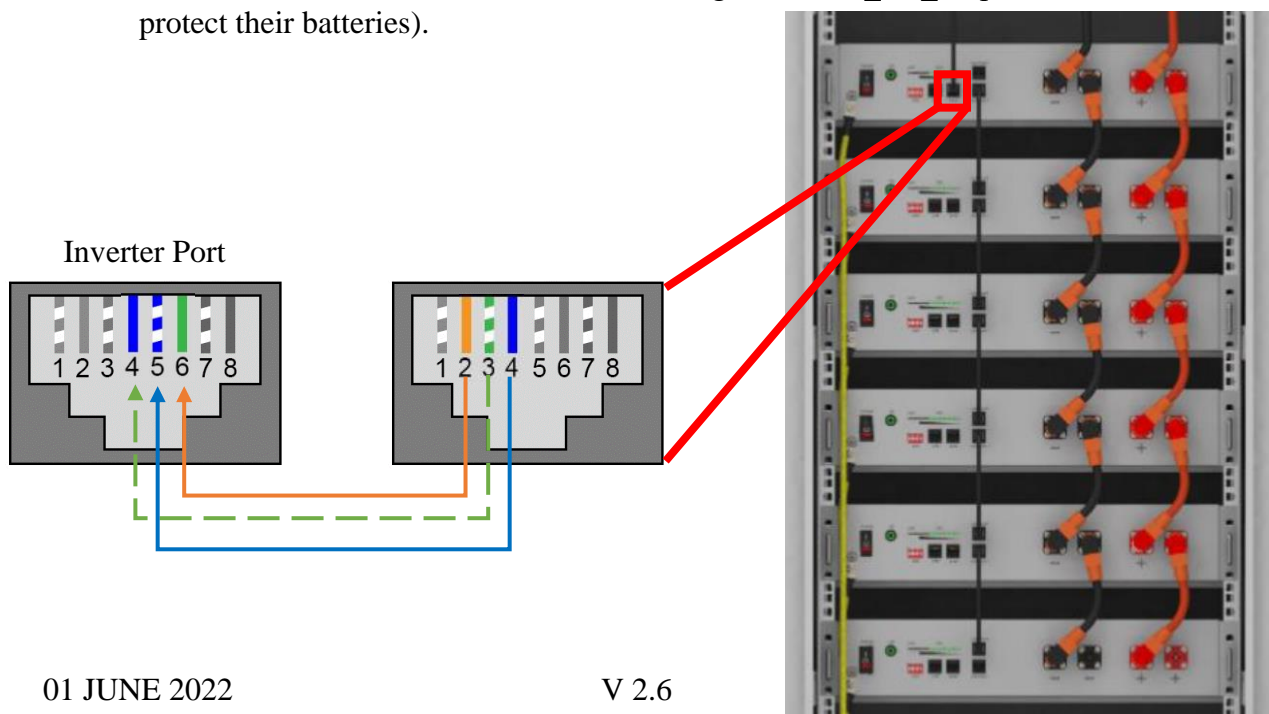 protect their batteries).
Inverter Port
1 2 3 4 5 6 7 8
1 2 3 4 5 6 7 8
01 JUNE 2022
V 2.6